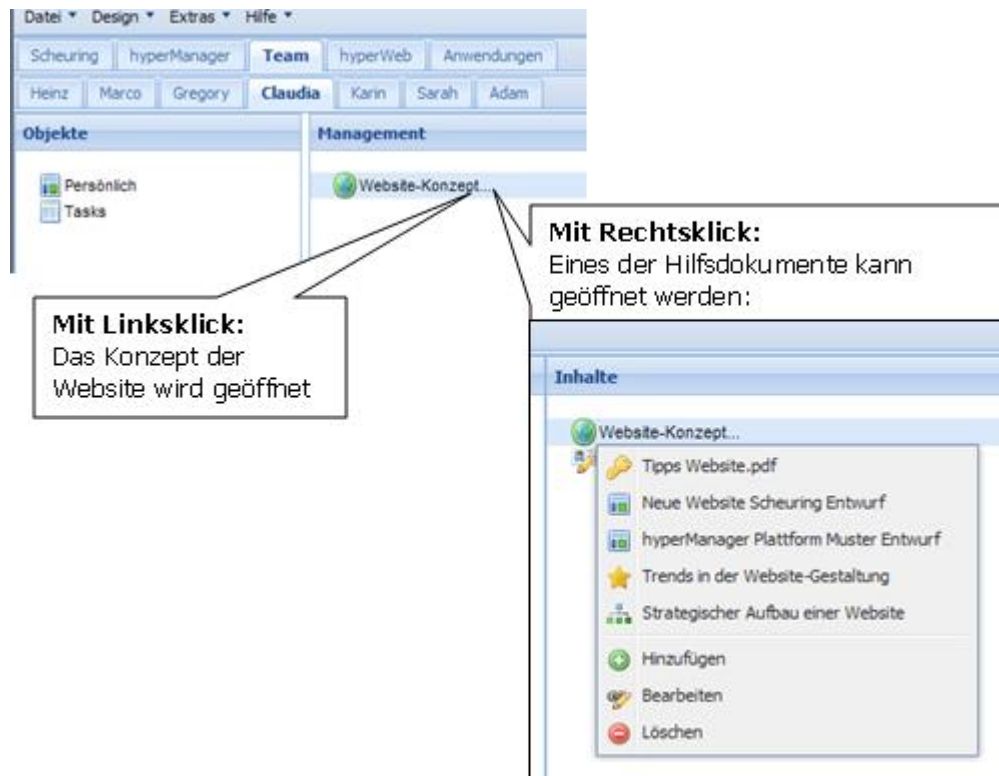 Datei Design Extras Hilfe
Scheuring hyperManager Team hyperWeb Anwendungen
Heinz Marco Gregory Claudia Karin Sarah Adam
Objekte Management
Persönlich
Tasks
Website-Konzept...
Mit Linksklick:
Das Konzept der
Website wird geöffnet
Mit Rechtsklick:
Eines der Hilfsdokumente kann
geöffnet werden:
Inhalte
Website-Konzept...
Tipps Website.pdf
Neue Website Scheuring Entwurf
hyperManager Plattform Muster Entwurf
Trends in der Website-Gestaltung
Strategischer Aufbau einer Website
Hinzufügen
Bearbeiten
Löschen